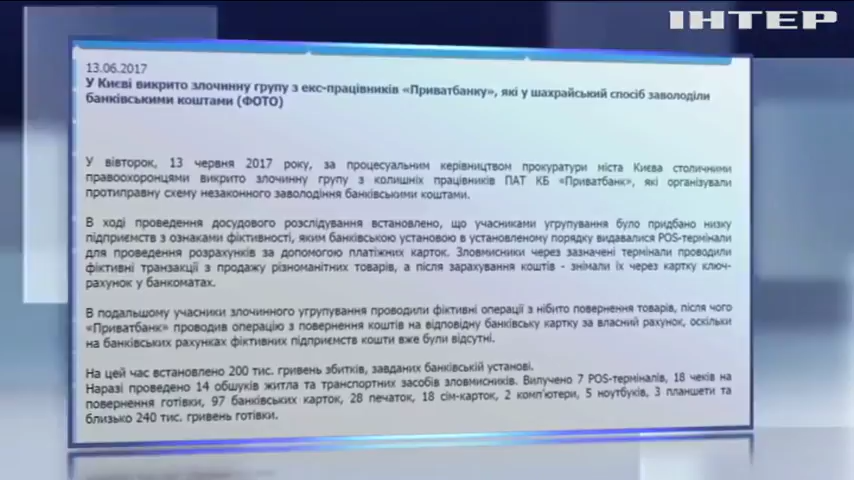 ІНТЕР
13.06.2017
У Києві викрито злочинну групу з екс-працівників «Приватбанку», які у шахрайський спосіб заволоділи
банківськими коштами (ФОТО)
У вівторок, 13 червня 2017 року, за процесуальним керівництвом прокуратури міста Києва столичними
правоохоронцями викрито злочинну групу з колишніх працівників ПАТ КБ «Приватбанк», які організували
протиправну схему незаконного заволодіння банківськими коштами.
В ході проведення досудового розслідування встановлено, що учасниками угрупування було придбано низку
підприємств з ознаками фіктивності, яким банківською установою в установленому порядку видавалися POS-термінали
для проведення розрахунків за допомогою платіжних карток. Зловмисники через зазначені термінали проводили
фіктивні транзакції з продажу різноманітних товарів, а після зарахування коштів - знімали їх через картку ключ-
рахунок у банкоматах.
В подальшому учасники злочинного угрупування проводили фіктивні операції з нібито повернення товарів, після чого
«Приватбанк» проводив операцію з повернення коштів на відповідну банківську картку за власний рахунок, оскільки
на банківських рахунках фіктивних підприємств кошти вже були відсутні.
На цей час встановлено 200 тис. гривень збитків, завданих банківській установі.
Наразі проведено 14 обшуків житла та транспортних засобів зловмисників. Вилучено 7 POS-терміналів, 18 чеків на
повернення готівки, 97 банківських карток, 28 печаток, 18 сім-карток, 2 комп'ютери, 5 ноутбуків, 3 планшети та
близько 240 тис. гривень готівки.